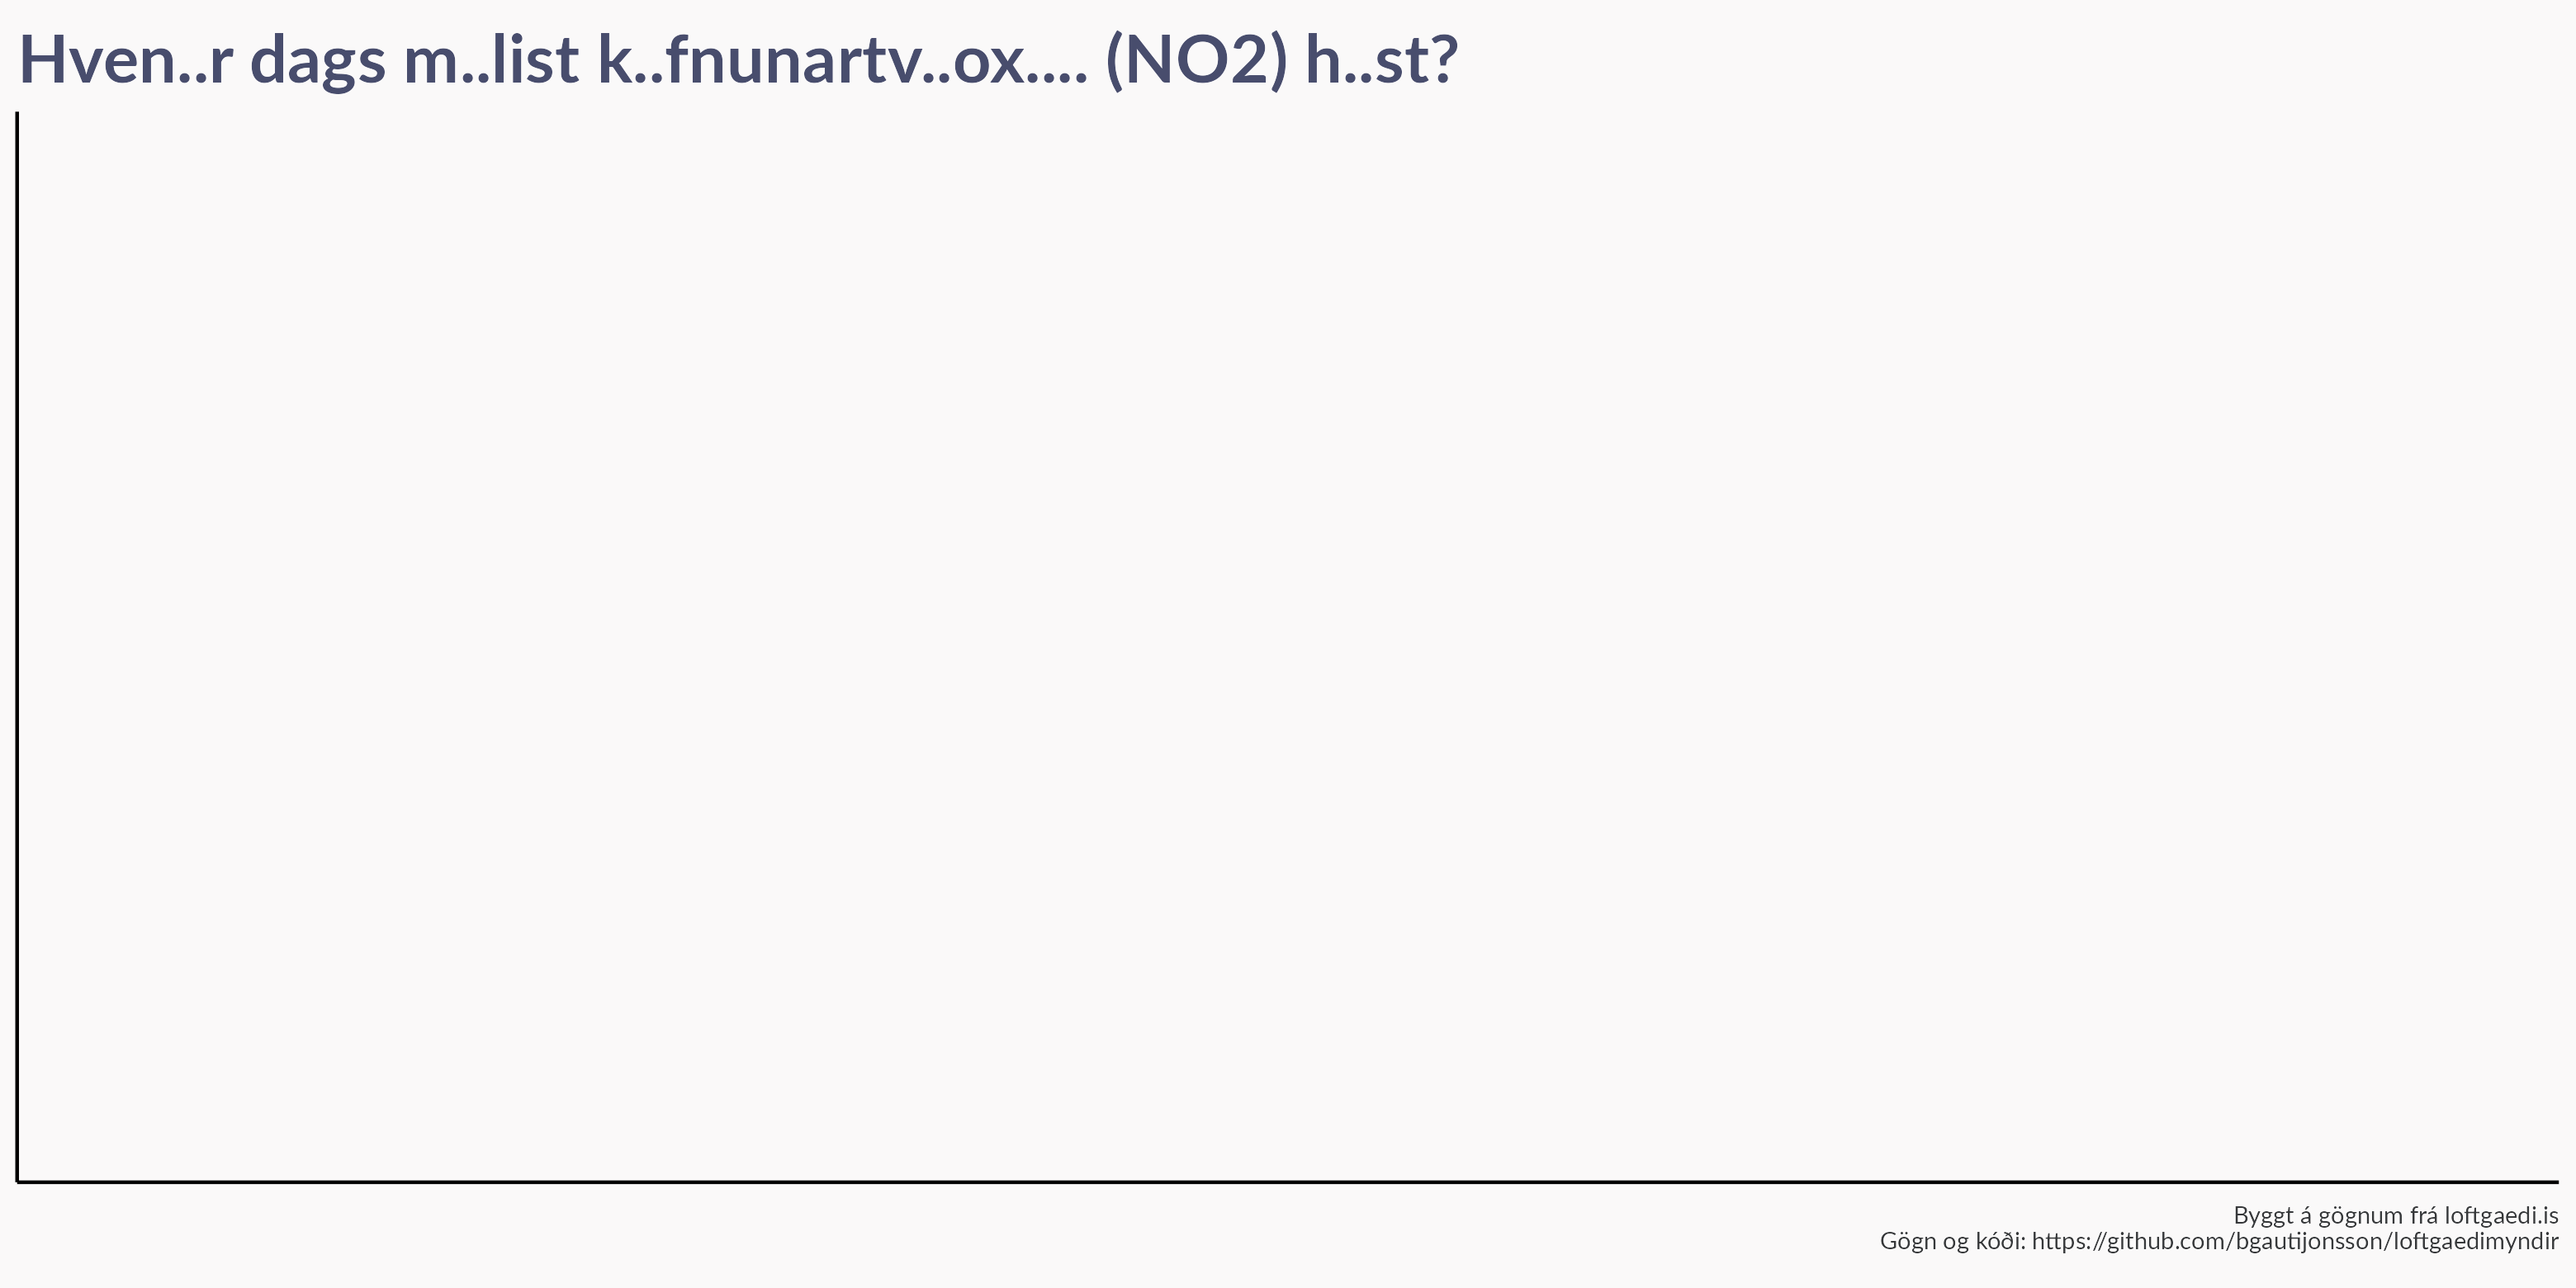 Hven..r dags m..list k..fnunartv..ox.... (NO2) h..st?
Byggt á gögnum frá loftgaedi.is
Gögn og kóði: https://github.com/bgautijonsson/loftgaedimyndir